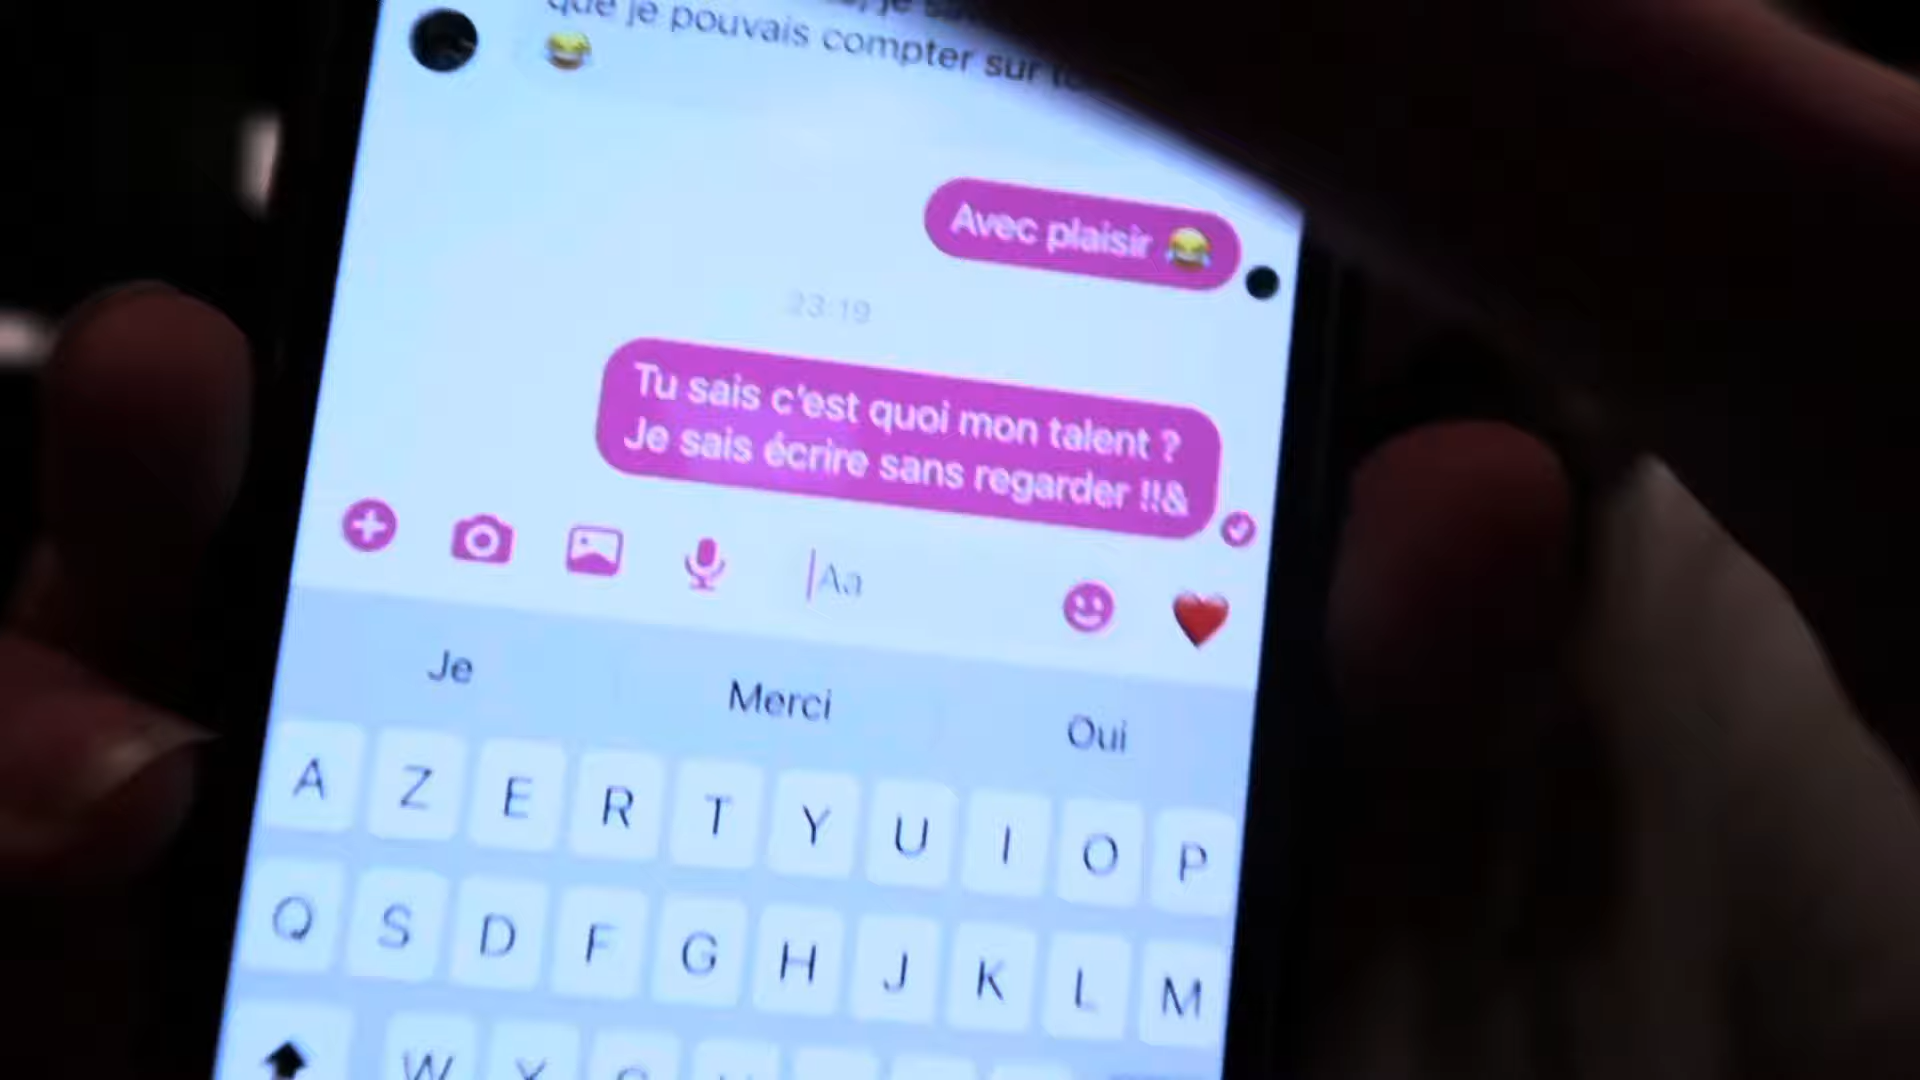 que je pouvais compter sur
😂
Avec plaisir 😂
23:19
Tu sais c'est quoi mon talent ?
Je sais écrire sans regarder !!&
Aa
Je Merci Oui
A Z E R T Y U I O P
Q S D F G H J K L M
W X